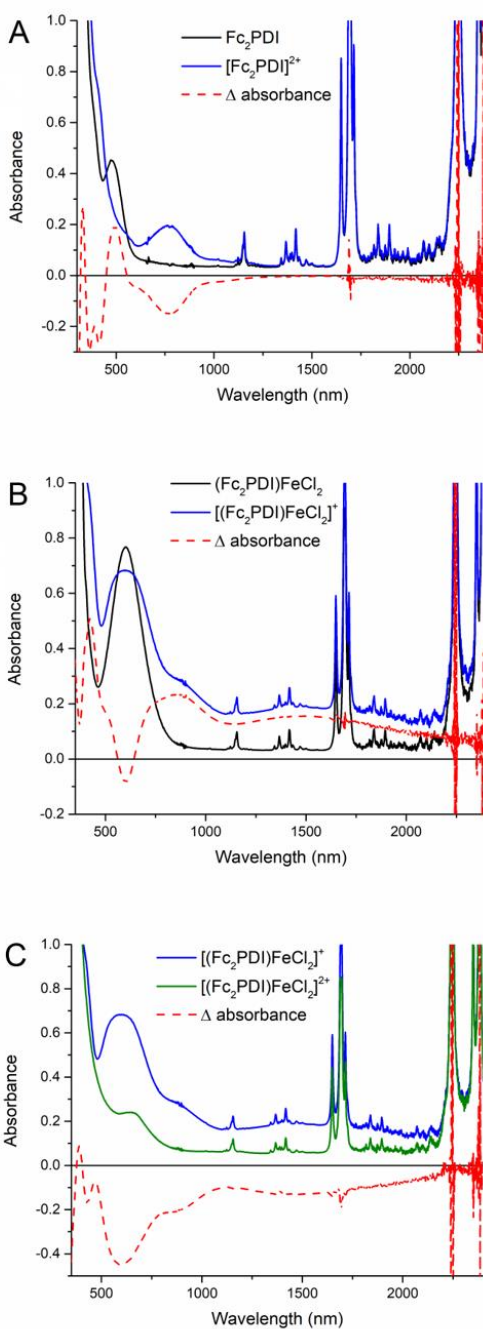 A
Fc₂PDI
[Fc₂PDI]²⁺
Δ absorbance
1.0
0.8
0.6
0.4
0.2
0.0
-0.2
Absorbance
500 1000 1500 2000
Wavelength (nm)
B
(Fc₂PDI)FeCl₂
[(Fc₂PDI)FeCl₂]⁺
Δ absorbance
1.0
0.8
0.6
0.4
0.2
0.0
-0.2
Absorbance
500 1000 1500 2000
Wavelength (nm)
C
[(Fc₂PDI)FeCl₂]⁺
[(Fc₂PDI)FeCl₂]²⁺
Δ absorbance
1.0
0.8
0.6
0.4
0.2
0.0
-0.2
-0.4
Absorbance
500 1000 1500 2000
Wavelength (nm)